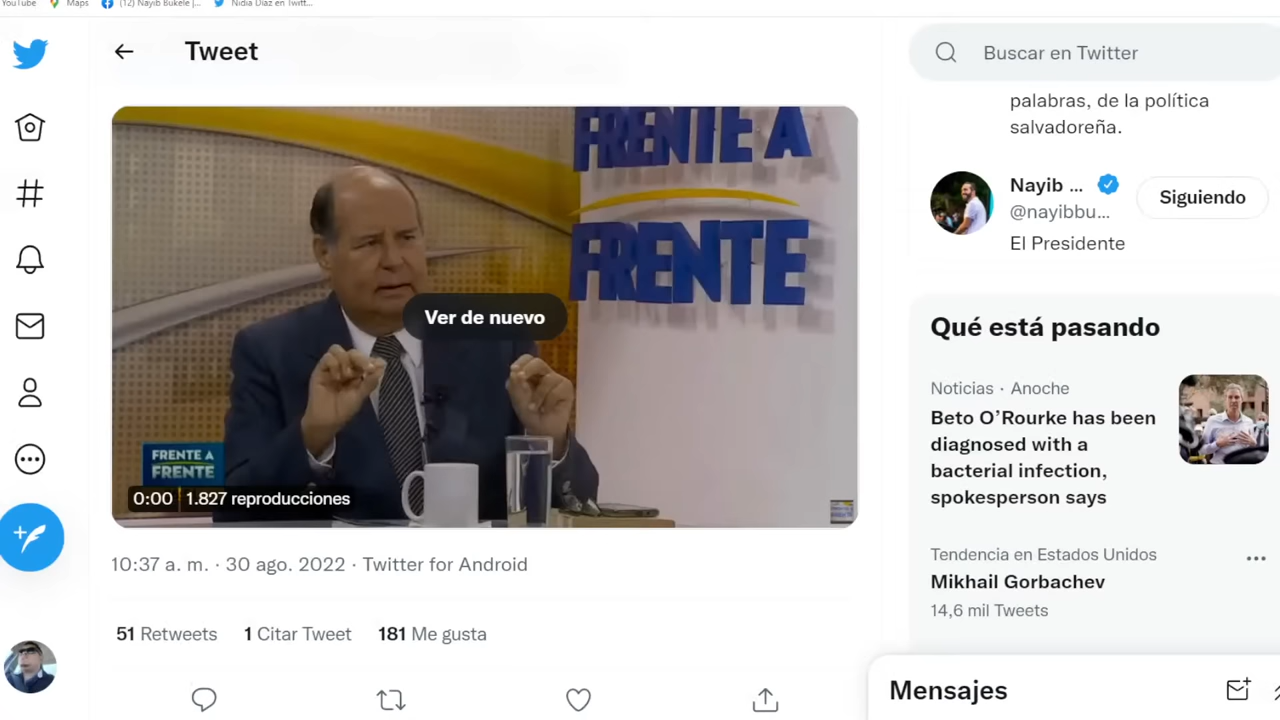 YouTube
Maps
(12) Nayib Bukele |...
Nidia Díaz en Twitt...
Tweet
Buscar en Twitter
palabras, de la política
salvadoreña.
Nayib ...
@nayibbu...
El Presidente
Siguiendo
FRENTE A
FRENTE
Ver de nuevo
FRENTE A
FRENTE
0:00 1.827 reproducciones
Qué está pasando
Noticias · Anoche
Beto O’Rourke has been
diagnosed with a
bacterial infection,
spokesperson says
Tendencia en Estados Unidos
Mikhail Gorbachev
14,6 mil Tweets
10:37 a. m. · 30 ago. 2022 · Twitter for Android
51 Retweets 1 Citar Tweet 181 Me gusta
Mensajes